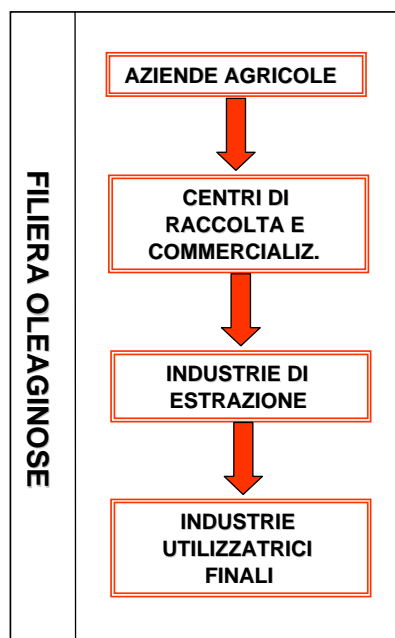 FILIERA OLEAGINOSE
AZIENDE AGRICOLE
CENTRI DI
RACCOLTA E
COMMERCIALIZ.
INDUSTRIE DI
ESTRAZIONE
INDUSTRIE
UTILIZZATRICI
FINALI